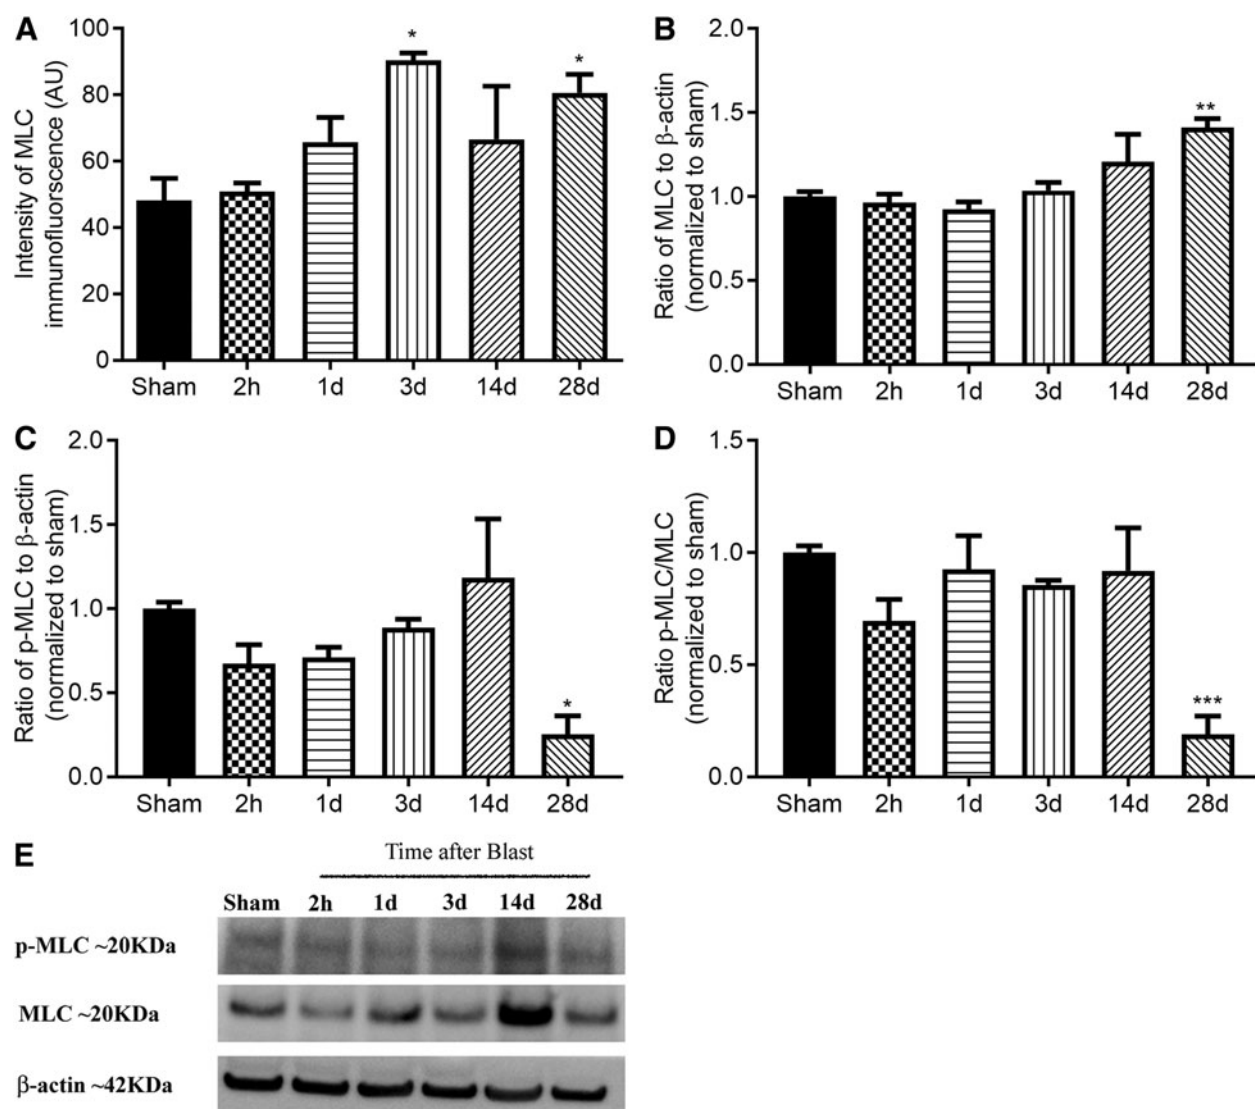 A
Intensity of MLC
immunofluorescence (AU)
100
80
60
40
20
0
*
*
Sham 2h 1d 3d 14d 28d
B
Ratio of MLC to β-actin
(normalized to sham)
2.0
1.5
1.0
0.5
0.0
**
Sham 2h 1d 3d 14d 28d
C
Ratio of p-MLC to β-actin
(normalized to sham)
2.0
1.5
1.0
0.5
0.0
*
Sham 2h 1d 3d 14d 28d
D
Ratio p-MLC/MLC
(normalized to sham)
1.5
1.0
0.5
0.0
***
Sham 2h 1d 3d 14d 28d
E
Time after Blast
Sham 2h 1d 3d 14d 28d
p-MLC ~20KDa
MLC ~20KDa
β-actin ~42KDa